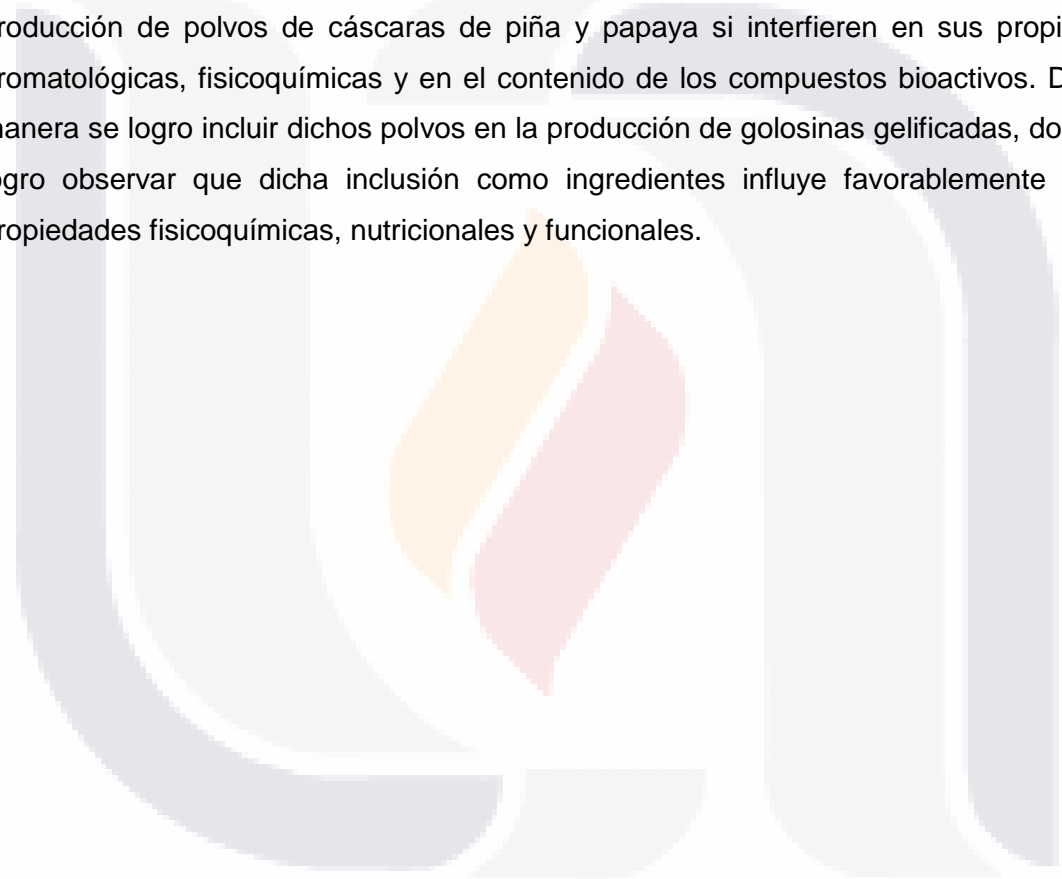 roducción de polvos de cáscaras de piña y papaya si interfieren en sus propi
romatológicas, fisicoquímicas y en el contenido de los compuestos bioactivos. D
manera se logro incluir dichos polvos en la producción de golosinas gelificadas, do
ogro observar que dicha inclusión como ingredientes influye favorablemente
ropiedades fisicoquímicas, nutricionales y funcionales.